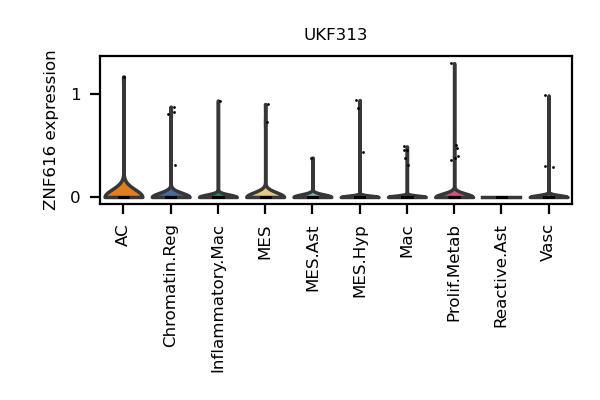 UKF313
ZNF616 expression
1
0
AC
Chromatin.Reg
Inflammatory.Mac
MES
MES.Ast
MES.Hyp
Mac
Prolif.Metab
Reactive.Ast
Vasc